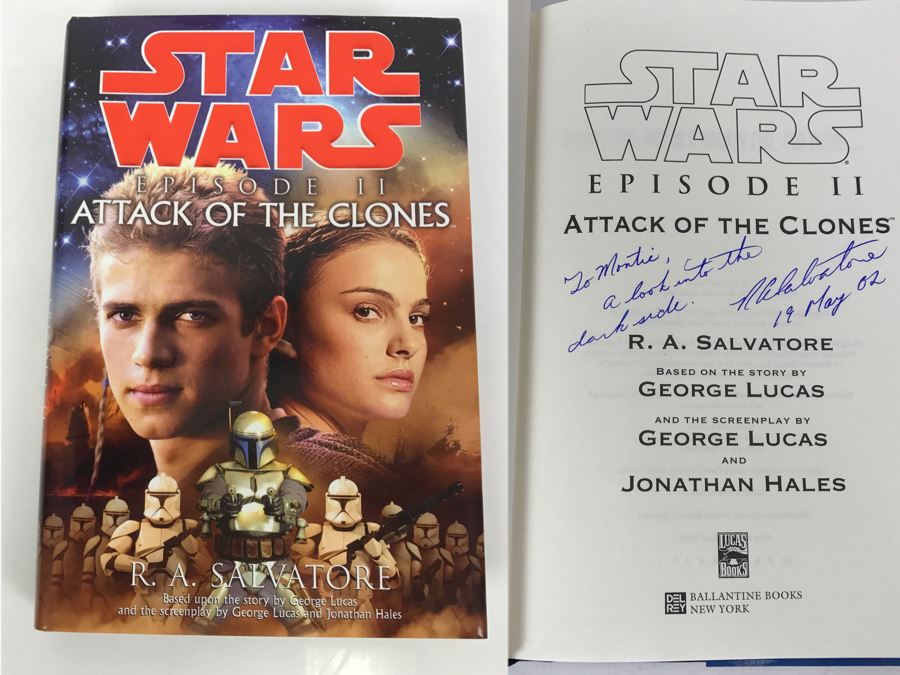 STAR
WARS
EPISODE II
ATTACK OF THE CLONES™
R. A. SALVATORE
Based upon the story by George Lucas
and the screenplay by George Lucas and Jonathan Hales
STAR
WARS®
EPISODE II
ATTACK OF THE CLONES™
To Montie,
a look into the
dark side.
RASalvatore
19 May 02
R. A. SALVATORE
BASED ON THE STORY BY
GEORGE LUCAS
AND THE SCREENPLAY BY
GEORGE LUCAS
AND
JONATHAN HALES
LUCAS
BOOKS
DEL
REY
BALLANTINE BOOKS
NEW YORK